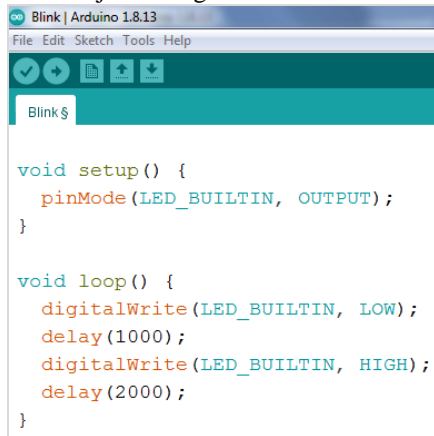 Blink | Arduino 1.8.13
File Edit Sketch Tools Help
Blink §
void setup() {
  pinMode(LED_BUILTIN, OUTPUT);
}
void loop() {
  digitalWrite(LED_BUILTIN, LOW);
  delay(1000);
  digitalWrite(LED_BUILTIN, HIGH);
  delay(2000);
}